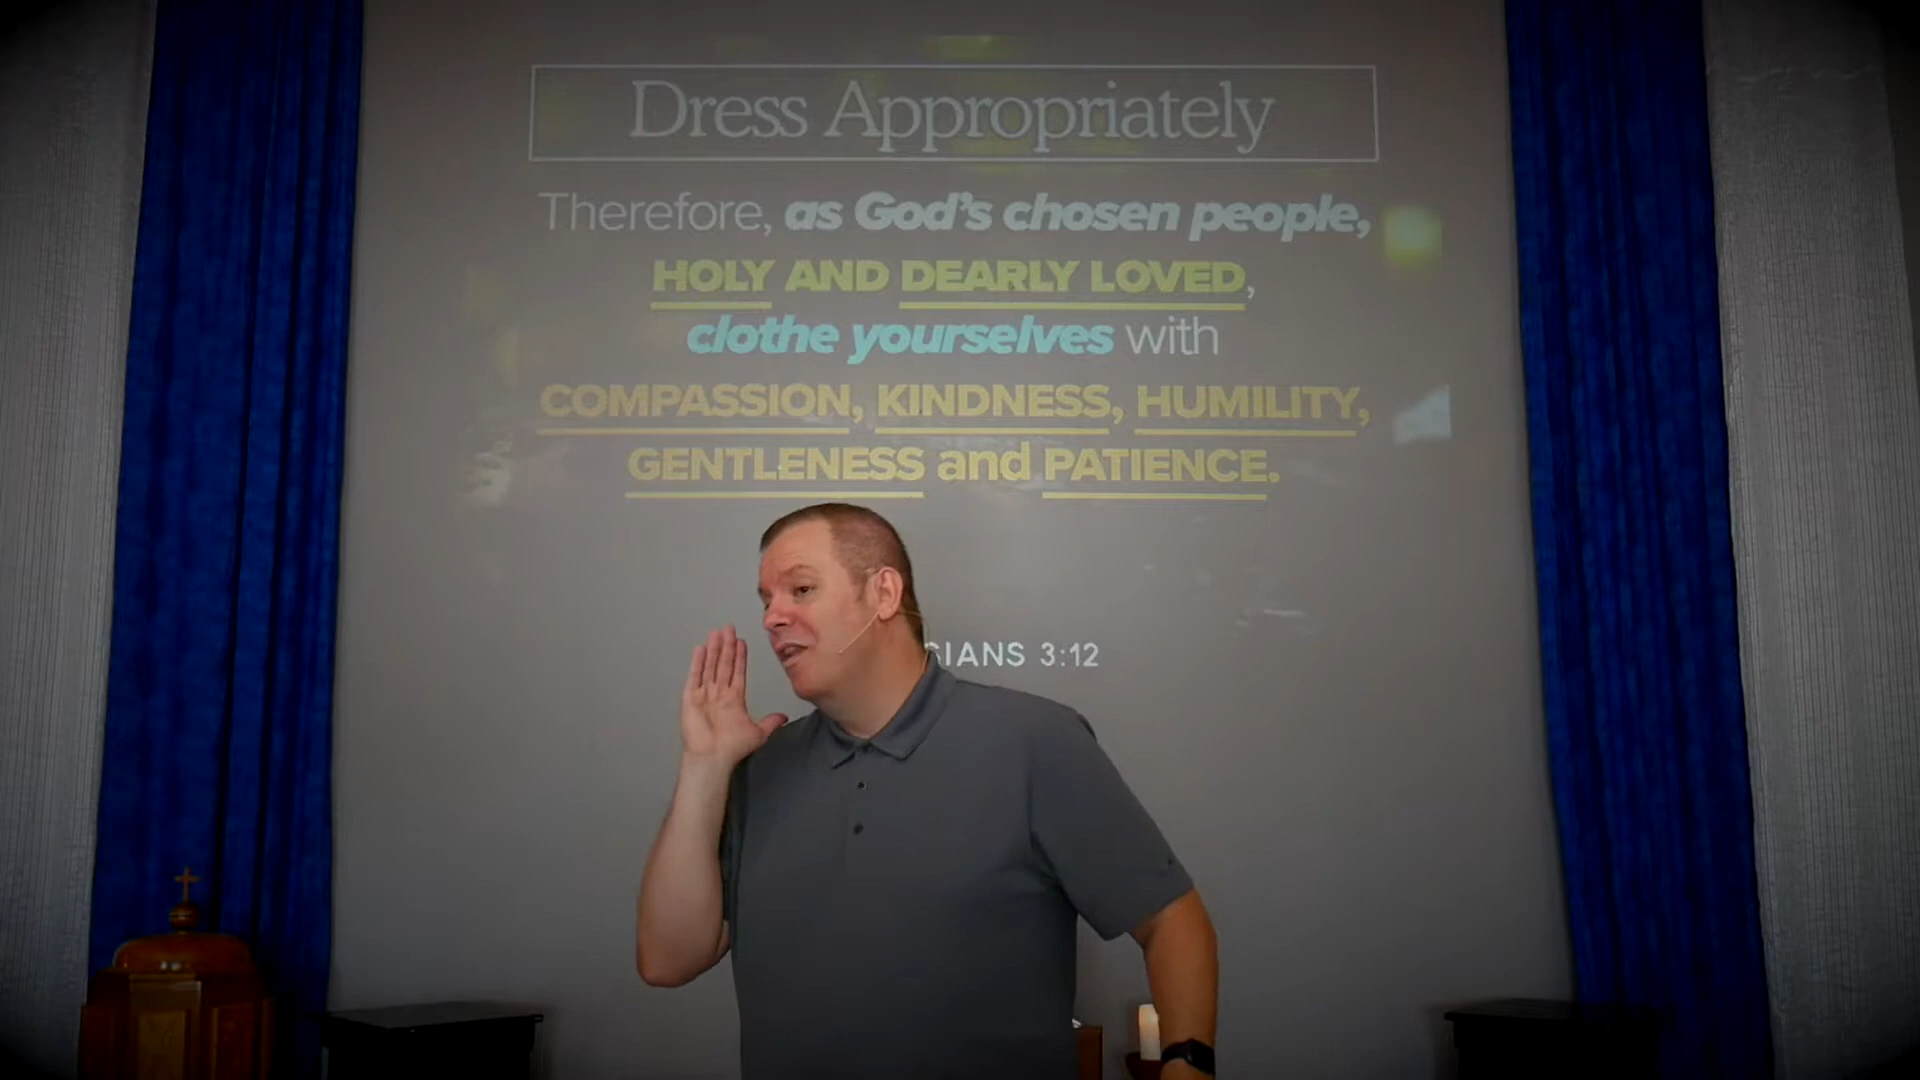 Dress Appropriately
Therefore, as God's chosen people,
HOLY AND DEARLY LOVED,
clothe yourselves with
COMPASSION, KINDNESS, HUMILITY,
GENTLENESS and PATIENCE.
SIANS 3:12